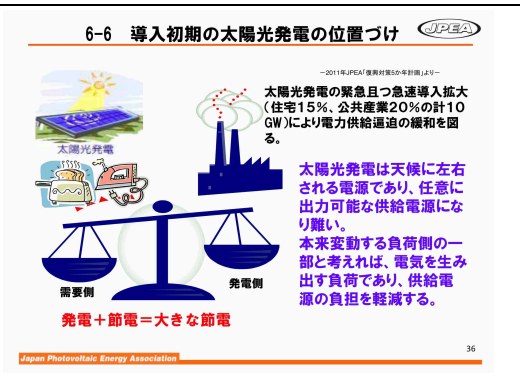 6-6 導入初期の太陽光発電の位置づけ
JPEA
－2011年JPEA「復興対策5か年計画」より－
太陽光発電の緊急且つ急速導入拡大
（住宅15％、公共産業20％の計10
GW）により電力供給逼迫の緩和を図
る。
太陽光発電
太陽光発電は天候に左右
される電源であり、任意に
出力可能な供給電源にな
り難い。
本来変動する負荷側の一
部と考えれば、電気を生み
出す負荷であり、供給電
源の負担を軽減する。
需要側
発電側
発電＋節電＝大きな節電
36
Japan Photovoltaic Energy Association